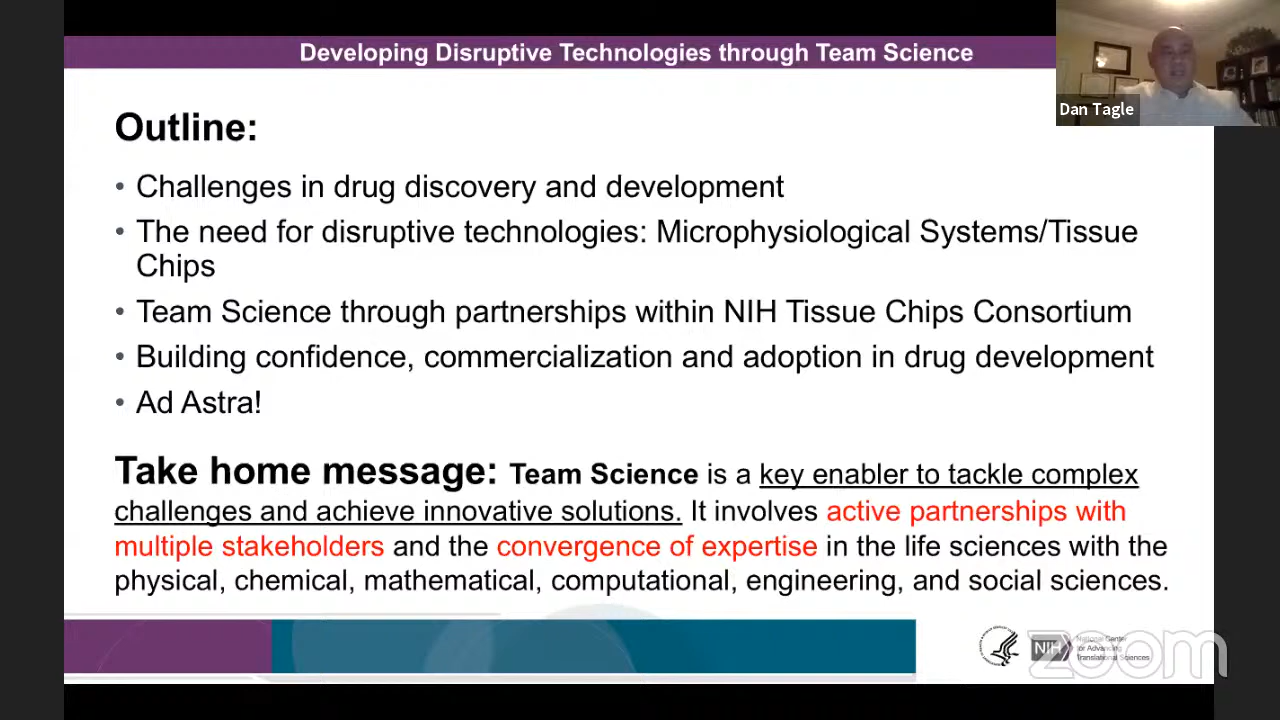 Developing Disruptive Technologies through Team Science
Dan Tagle
Outline:
• Challenges in drug discovery and development
• The need for disruptive technologies: Microphysiological Systems/Tissue
Chips
• Team Science through partnerships within NIH Tissue Chips Consortium
• Building confidence, commercialization and adoption in drug development
• Ad Astra!
Take home message: Team Science is a key enabler to tackle complex
challenges and achieve innovative solutions. It involves active partnerships with
multiple stakeholders and the convergence of expertise in the life sciences with the
physical, chemical, mathematical, computational, engineering, and social sciences.
NIH
National Center
for Advancing
Translational Sciences
zoom